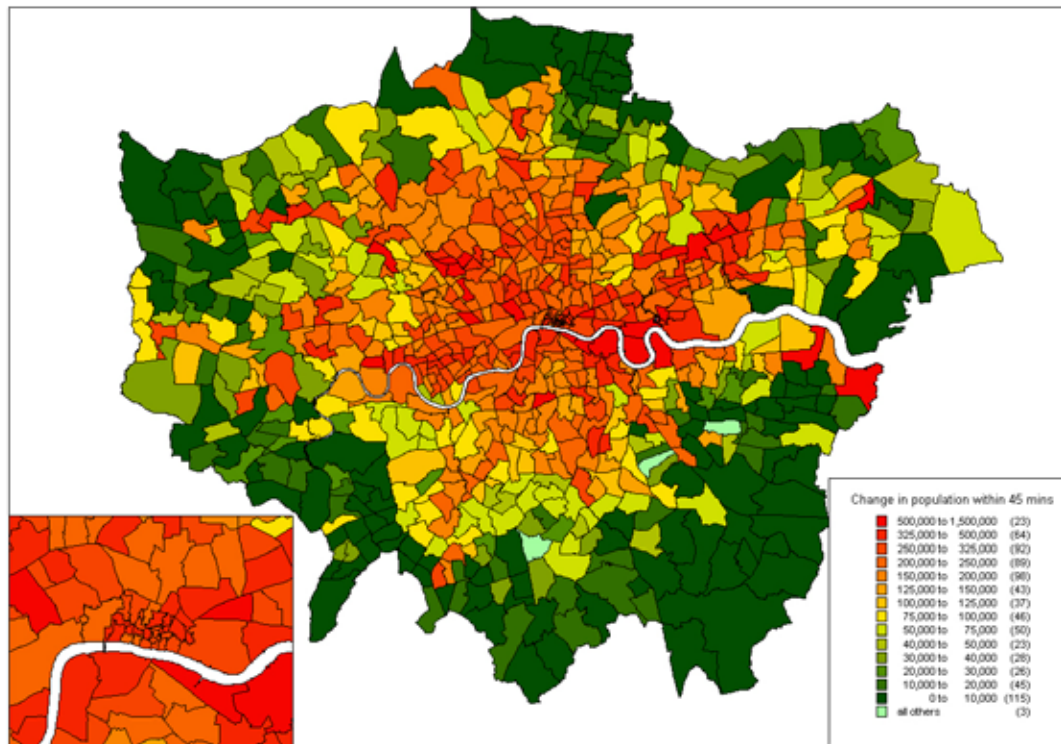 Change in population within 45 mins
500,000 to 1,500,000 (23)
325,000 to 500,000 (64)
250,000 to 325,000 (92)
200,000 to 250,000 (89)
150,000 to 200,000 (98)
125,000 to 150,000 (43)
100,000 to 125,000 (37)
75,000 to 100,000 (46)
50,000 to 75,000 (50)
40,000 to 50,000 (23)
30,000 to 40,000 (28)
20,000 to 30,000 (26)
10,000 to 20,000 (45)
0 to 10,000 (115)
all others (3)